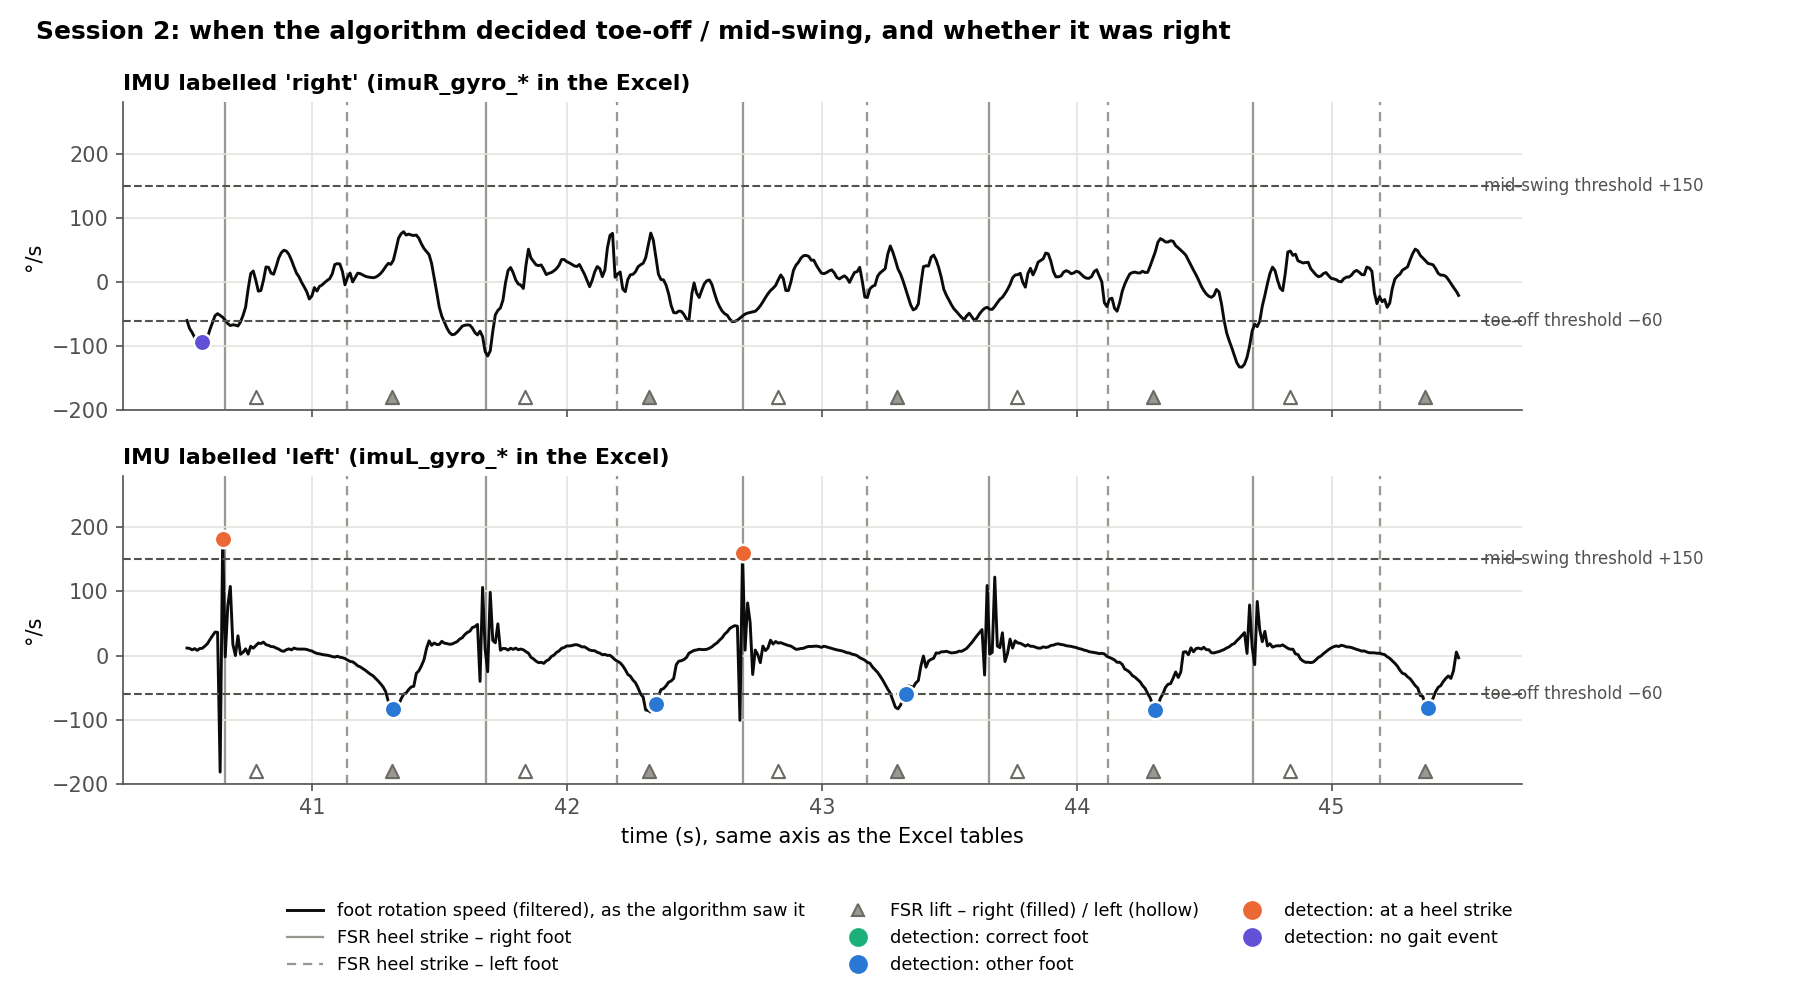 Session 2: when the algorithm decided toe-off / mid-swing, and whether it was right
IMU labelled 'right' (imuR_gyro_* in the Excel)
200
100
0
−100
−200
°/s
mid-swing threshold +150
toe-off threshold −60
IMU labelled 'left' (imuL_gyro_* in the Excel)
200
100
0
−100
−200
°/s
mid-swing threshold +150
toe-off threshold −60
41
42
43
44
45
time (s), same axis as the Excel tables
foot rotation speed (filtered), as the algorithm saw it
FSR heel strike – right foot
FSR heel strike – left foot
FSR lift – right (filled) / left (hollow)
detection: correct foot
detection: other foot
detection: at a heel strike
detection: no gait event